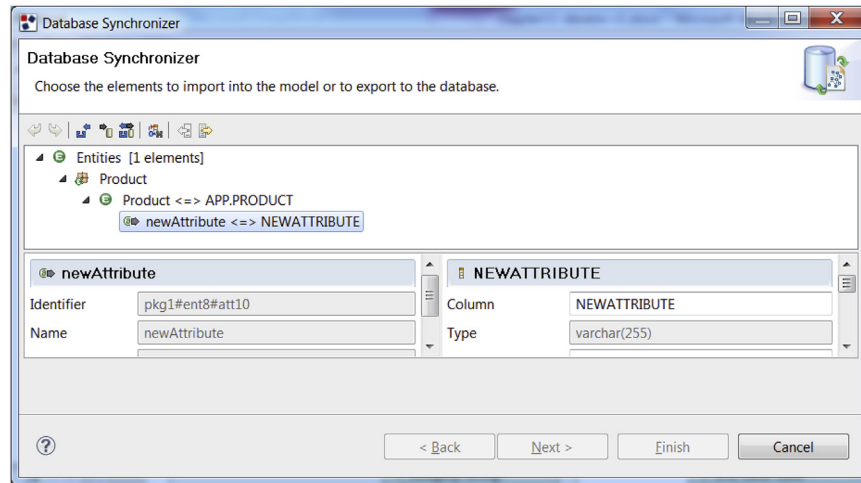 Database Synchronizer
Database Synchronizer
Choose the elements to import into the model or to export to the database.
Entities [1 elements]
Product
Product <=> APP.PRODUCT
newAttribute <=> NEWATTRIBUTE
newAttribute
NEWATTRIBUTE
Identifier pkg1#ent8#att10
Column NEWATTRIBUTE
Name newAttribute
Type varchar(255)
< Back Next > Finish Cancel